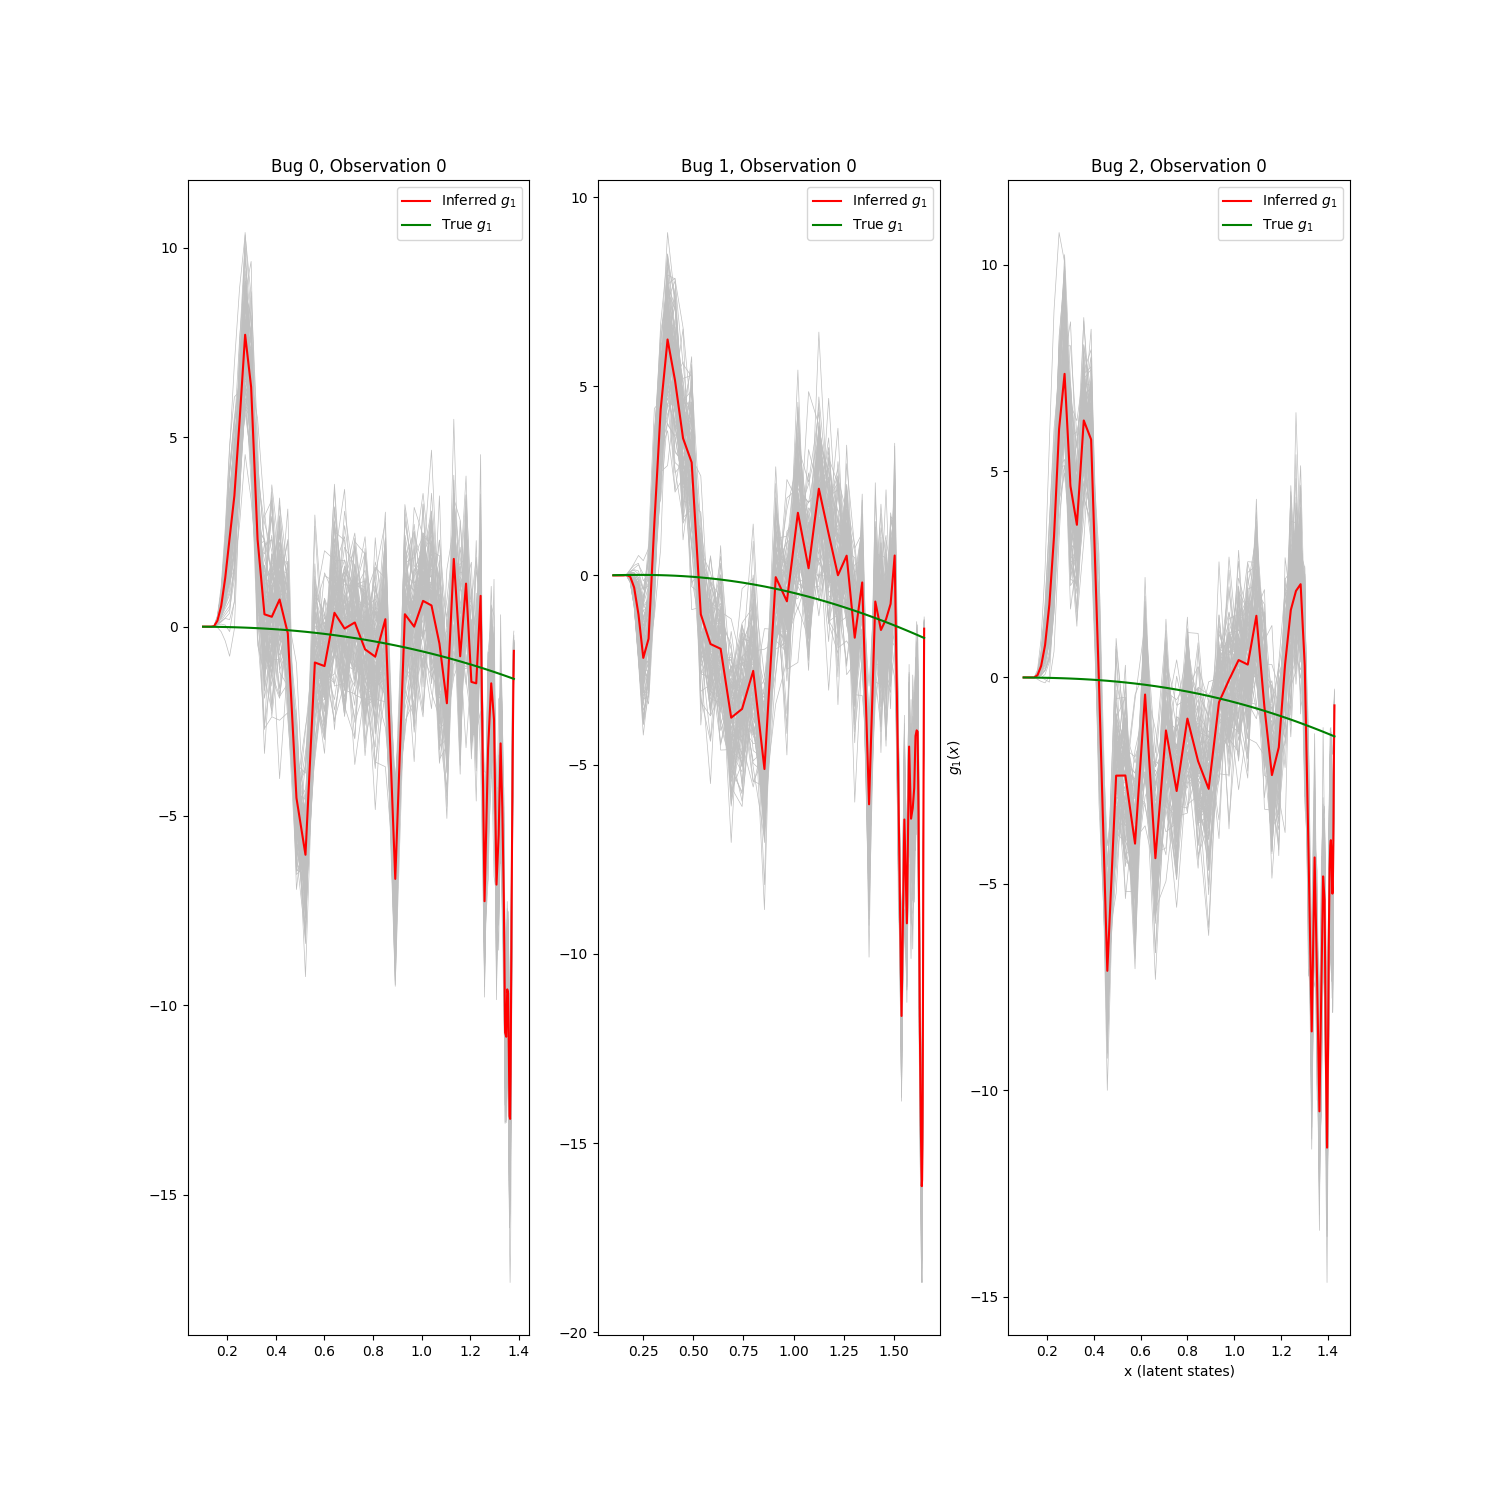 Bug 0, Observation 0
Inferred g₁
True g₁
10
5
0
−5
−10
−15
0.2 0.4 0.6 0.8 1.0 1.2 1.4
Bug 1, Observation 0
Inferred g₁
True g₁
10
5
0
−5
−10
−15
−20
0.25 0.50 0.75 1.00 1.25 1.50
Bug 2, Observation 0
Inferred g₁
True g₁
g₁(x)
10
5
0
−5
−10
−15
0.2 0.4 0.6 0.8 1.0 1.2 1.4
x (latent states)